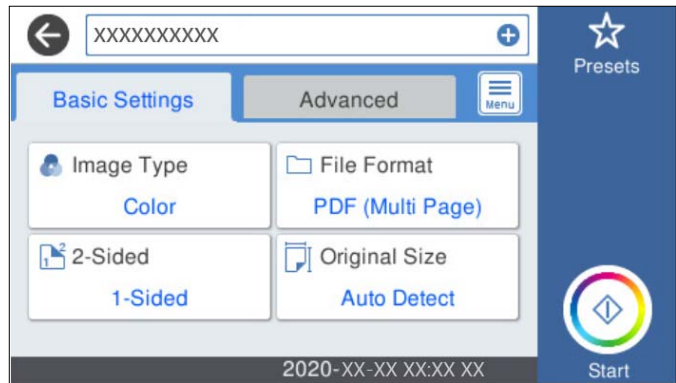 XXXXXXXXXX
Presets
Basic Settings
Advanced
Menu
Image Type
Color
File Format
PDF (Multi Page)
2-Sided
1-Sided
Original Size
Auto Detect
2020-XX-XX XX:XX XX
Start